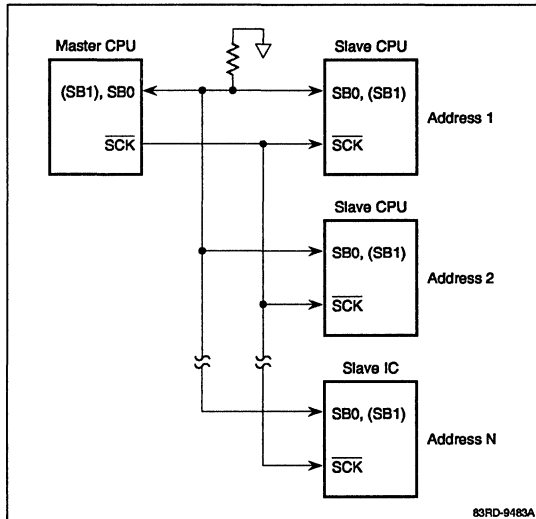 Master CPU
(SB1), SB0
SCK
Slave CPU
SB0, (SB1)
SCK
Address 1
Slave CPU
SB0, (SB1)
SCK
Address 2
Slave IC
SB0, (SB1)
SCK
Address N
83RD-9483A